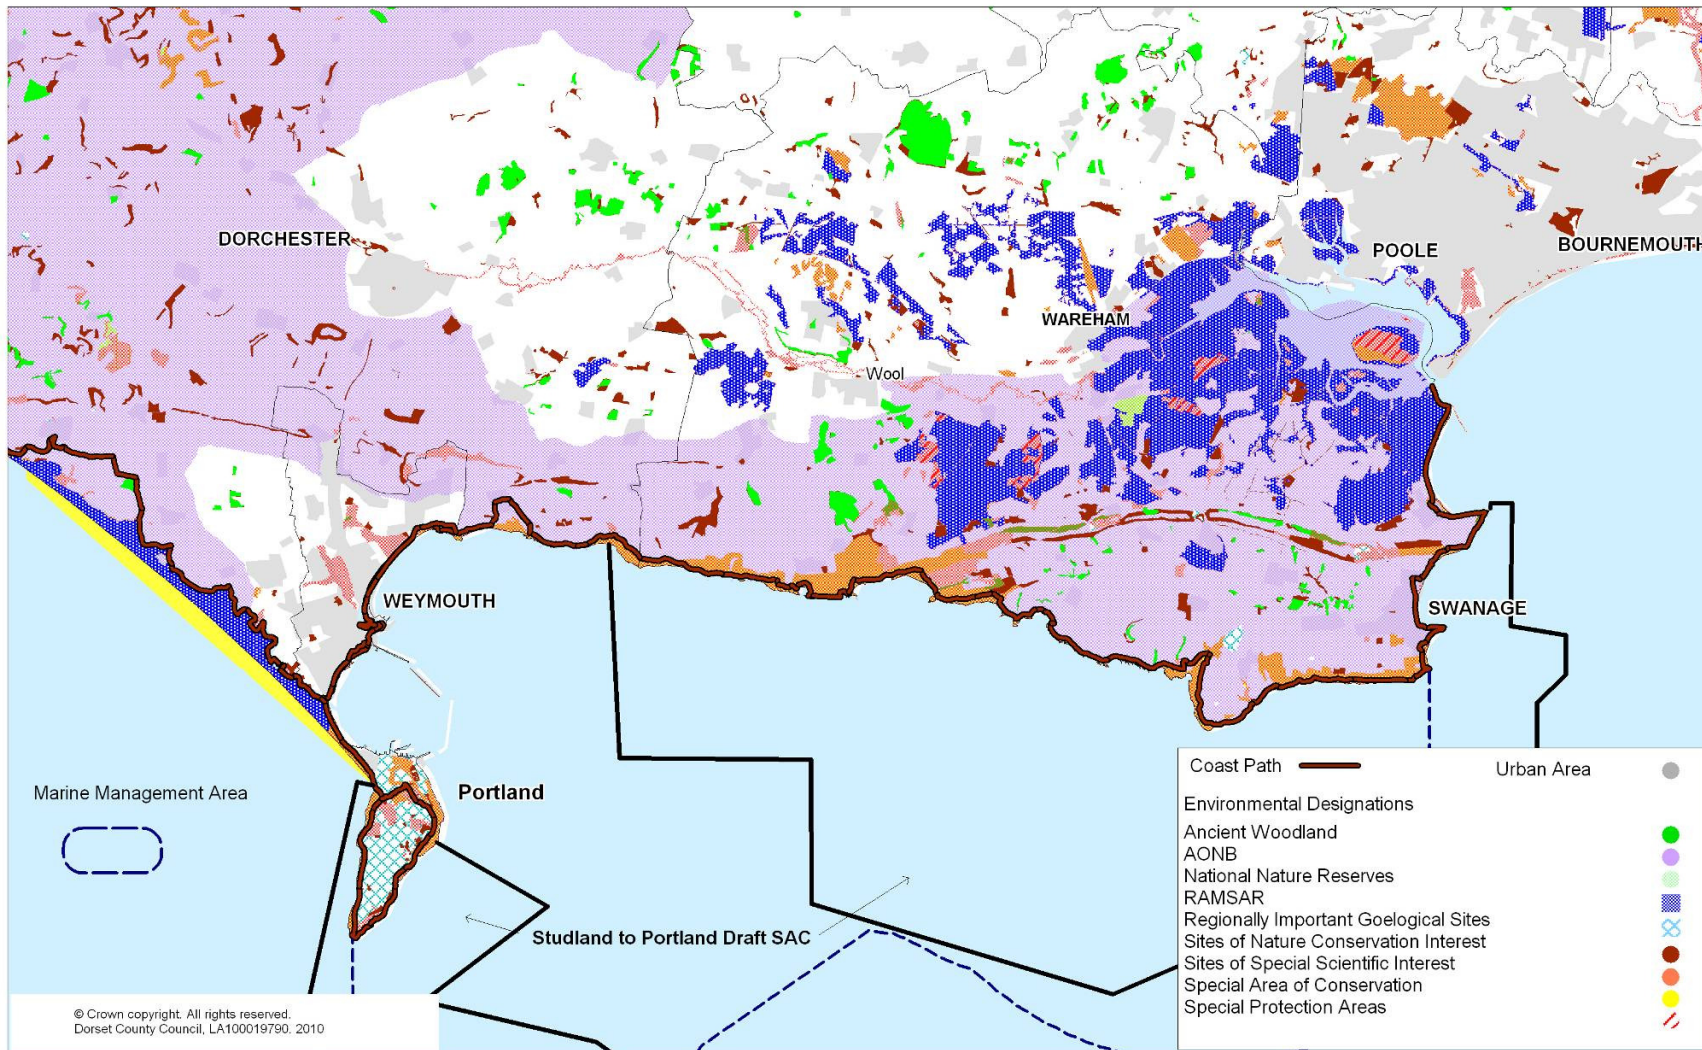 DORCHESTER
POOLE
BOURNEMOUTH
WAREHAM
Wool
WEYMOUTH
SWANAGE
Portland
Marine Management Area
Studland to Portland Draft SAC
Coast Path
Urban Area
Environmental Designations
Ancient Woodland
AONB
National Nature Reserves
RAMSAR
Regionally Important Goelogical Sites
Sites of Nature Conservation Interest
Sites of Special Scientific Interest
Special Area of Conservation
Special Protection Areas
© Crown copyright. All rights reserved.
Dorset County Council, LA100019790. 2010